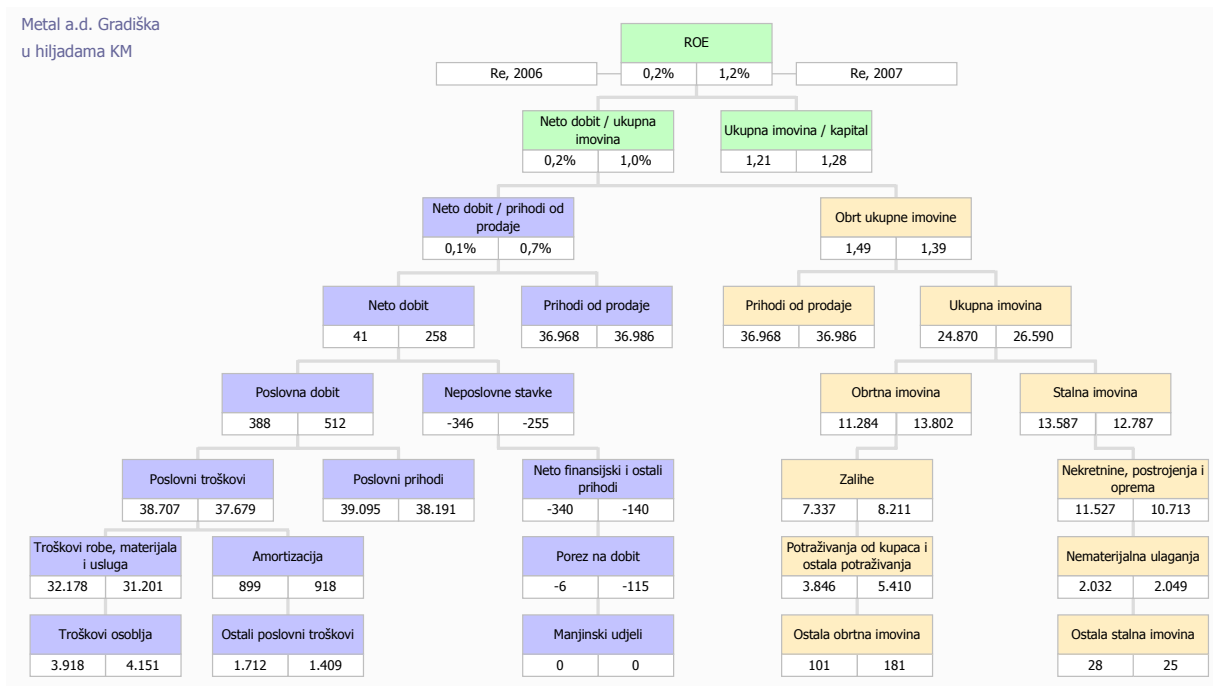 Metal a.d. Gradiška
u hiljadama KM
ROE
Re, 2006 0,2% 1,2% Re, 2007
Neto dobit / ukupna
imovina
Ukupna imovina / kapital
0,2% 1,0% 1,21 1,28
Neto dobit / prihodi od
prodaje
Obrt ukupne imovine
0,1% 0,7% 1,49 1,39
Neto dobit Prihodi od prodaje Prihodi od prodaje Ukupna imovina
41 258 36.968 36.986 36.968 36.986 24.870 26.590
Poslovna dobit Neposlovne stavke Obrtna imovina Stalna imovina
388 512 -346 -255 11.284 13.802 13.587 12.787
Poslovni troškovi Poslovni prihodi
Neto finansijski i ostali
prihodi
Zalihe
Nekretnine, postrojenja i
oprema
38.707 37.679 39.095 38.191 -340 -140 7.337 8.211 11.527 10.713
Troškovi robe, materijala
i usluga
Amortizacija Porez na dobit
Potraživanja od kupaca i
ostala potraživanja
Nematerijalna ulaganja
32.178 31.201 899 918 -6 -115 3.846 5.410 2.032 2.049
Troškovi osoblja Ostali poslovni troškovi Manjinski udjeli Ostala obrtna imovina Ostala stalna imovina
3.918 4.151 1.712 1.409 0 0 101 181 28 25